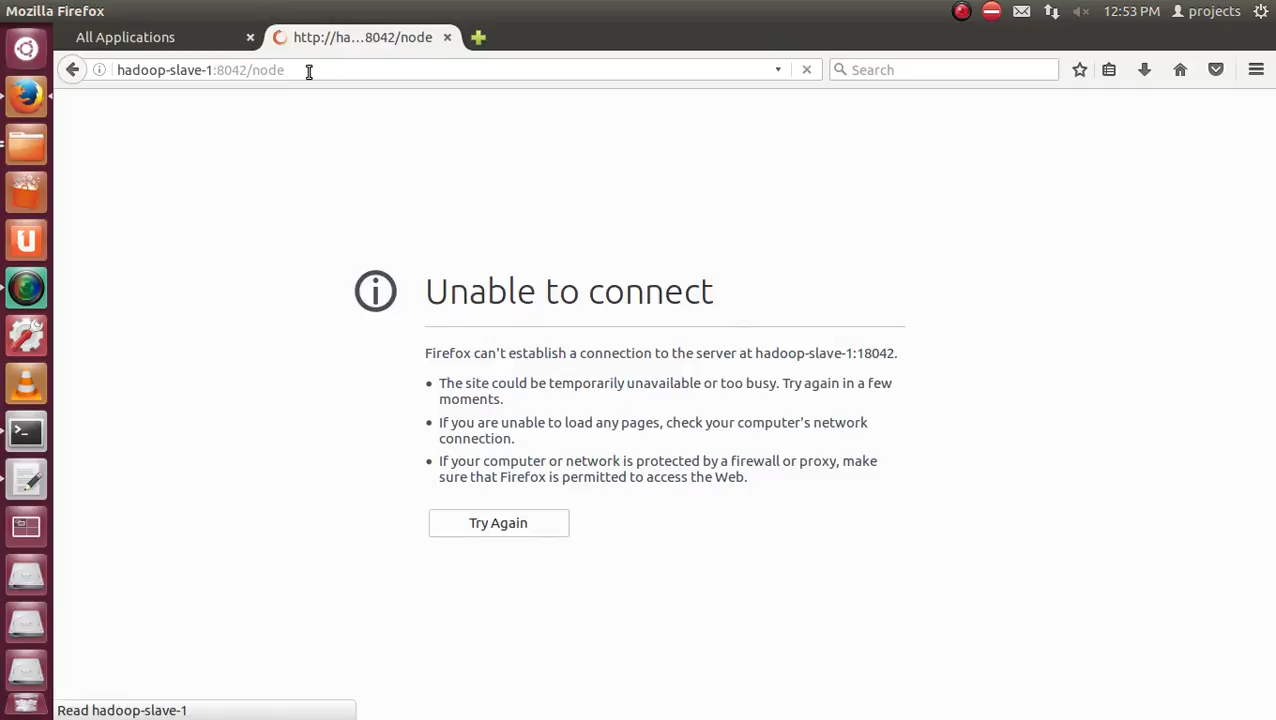 Mozilla Firefox
12:53 PM projects
All Applications
http://ha...8042/node
hadoop-slave-1:8042/node
Search
Unable to connect
Firefox can't establish a connection to the server at hadoop-slave-1:18042.
• The site could be temporarily unavailable or too busy. Try again in a few
moments.
• If you are unable to load any pages, check your computer's network
connection.
• If your computer or network is protected by a firewall or proxy, make
sure that Firefox is permitted to access the Web.
Try Again
Read hadoop-slave-1